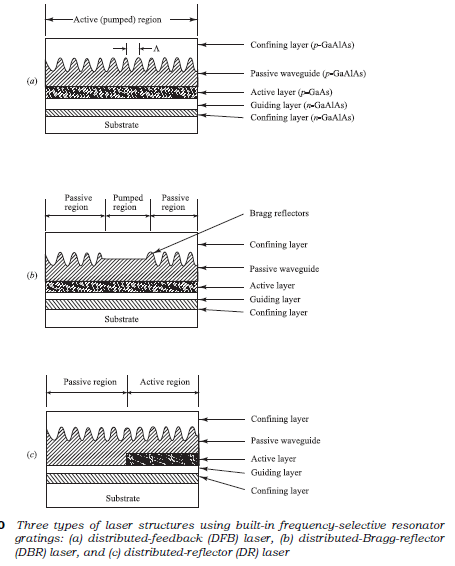 Active (pumped) region
Λ
Confining layer (p-GaAlAs)
Passive waguide (p-GaAlAs)
(a)
Active layer (p-GaAs)
Guiding layer (n-GaAlAs)
Confining layer (n-GaAlAs)
Substrate
Passive region
Pumped region
Passive region
Bragg reflectors
Confining layer
(b)
Passive waveguide
Active layer
Guiding layer
Confining layer
Substrate
Passive region
Active region
Confining layer
Passive waveguide
(c)
Active layer
Guiding layer
Confining layer
Substrate
0 Three types of laser structures using built-in frequency-selective resonator
gratings: (a) distributed-feedback (DFB) laser, (b) distributed-Bragg-reflector
(DBR) laser, and (c) distributed-reflector (DR) laser